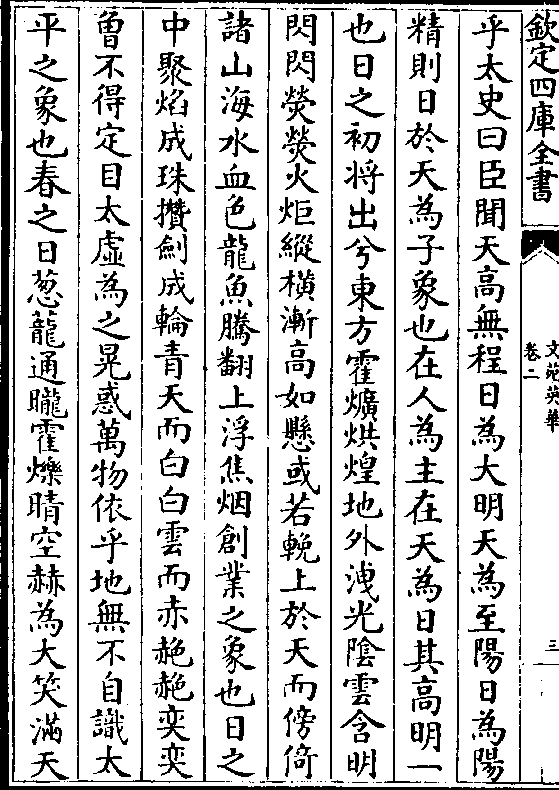 欽定四庫全書
文苑英華
卷二
三
乎太史曰臣聞天高無程日為大明天為至陽日為陽
精則日於天為子象也在人為主在天為日其高明一
也日之初将出兮東方霍爌烘煌地外洩光陰雲含明
閃閃熒熒火炬縱橫漸高如懸或若輓上於天而傍倚
諸山海水血色龍魚騰翻上浮焦烟創業之象也日之
中聚焰成珠攢劍成輪青天而白白雲而赤赩赩奕奕
曾不得定目太虛為之晃惑萬物依乎地無不自識太
平之象也春之日葱蘢通曨霍爍晴空赫為大笑滿天